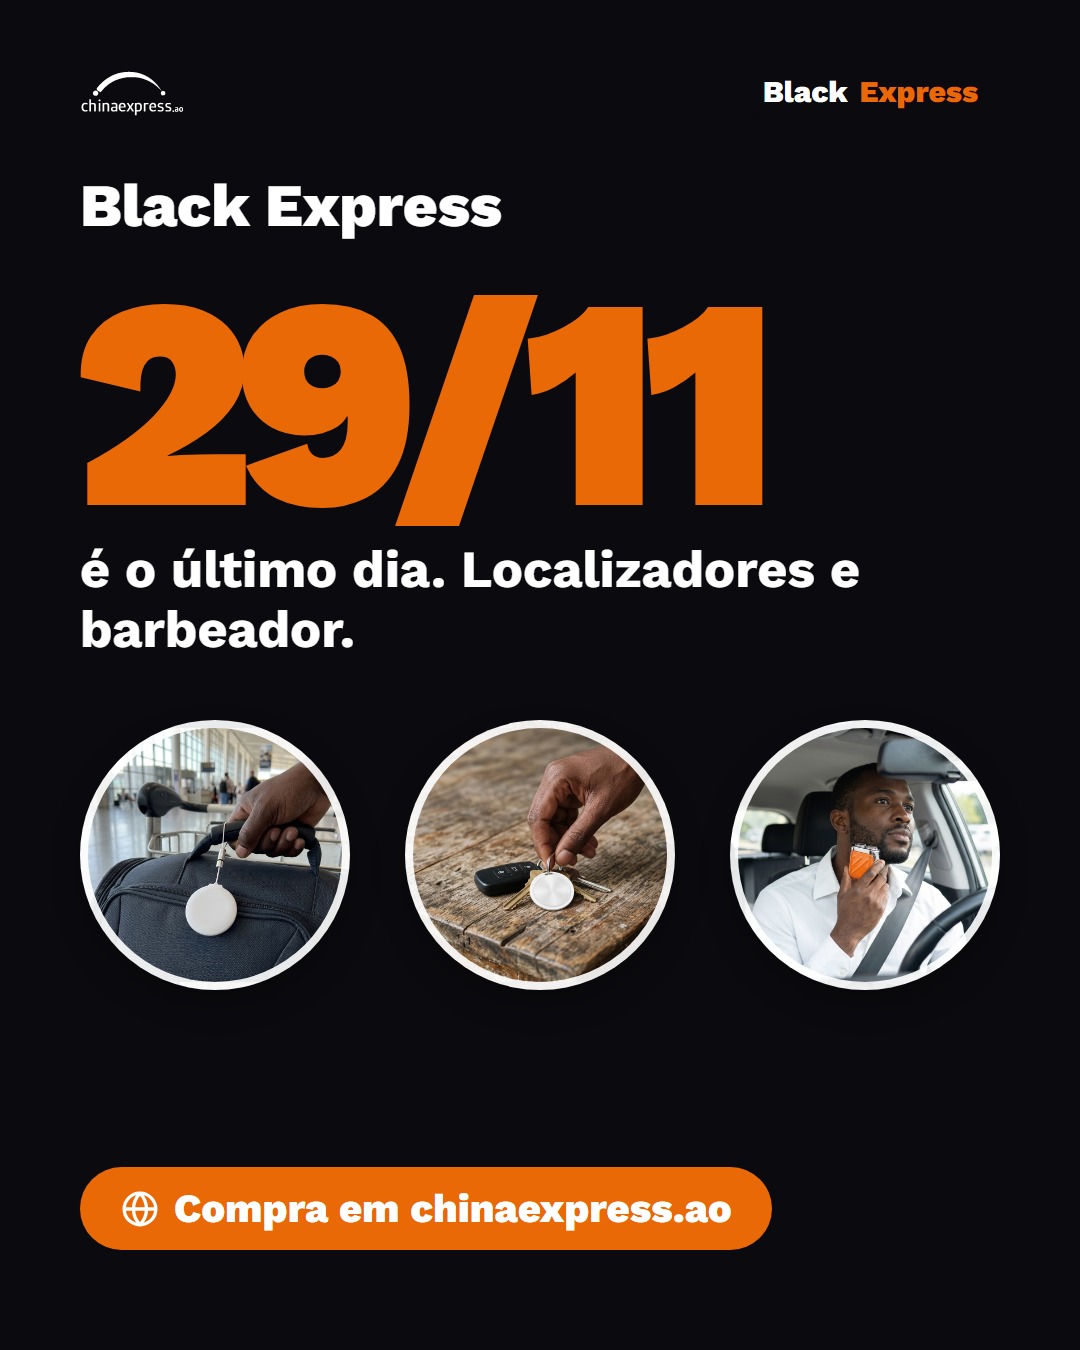 chinaexpress.ao
Black Express
Black Express
29/11
é o último dia. Localizadores e
barbeador.
Compra em chinaexpress.ao